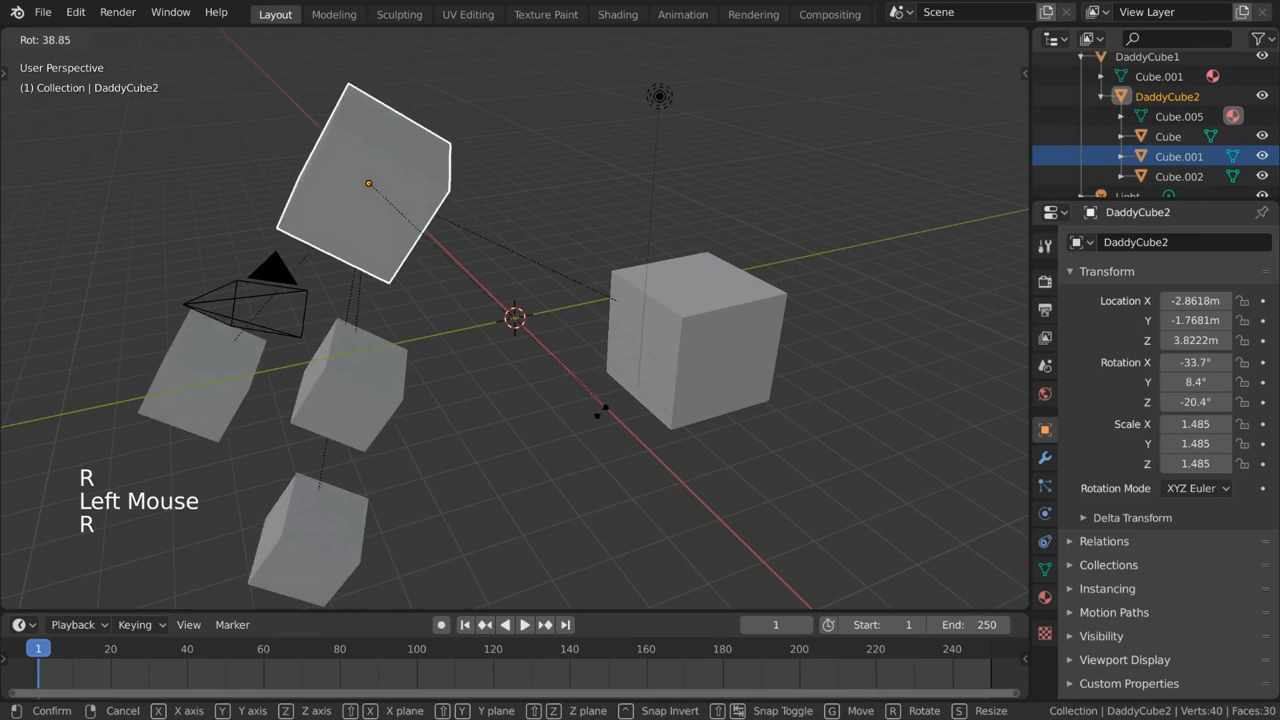 File Edit Render Window Help Layout Modeling Sculpting UV Editing Texture Paint Shading Animation Rendering Compositing Scene View Layer
Rot: 38.85
User Perspective
(1) Collection | DaddyCube2
DaddyCube1
Cube.001
DaddyCube2
Cube.005
Cube
Cube.001
Cube.002
Light
DaddyCube2
DaddyCube2
Transform
Location X -2.8618m
Y -1.7681m
Z 3.8222m
Rotation X -33.7°
Y 8.4°
Z -20.4°
Scale X 1.485
Y 1.485
Z 1.485
Rotation Mode XYZ Euler
Delta Transform
Relations
Collections
Instancing
Motion Paths
Visibility
Viewport Display
Custom Properties
R
Left Mouse
R
Playback Keying View Marker 1 Start: 1 End: 250
1 20 40 60 80 100 120 140 160 180 200 220 240
Confirm Cancel X X axis Y Y axis Z Z axis X X plane Y Y plane Z Z plane ^ Snap Invert Snap Toggle G Move R Rotate S Resize Collection | DaddyCube2 | Verts:40 | Faces:30